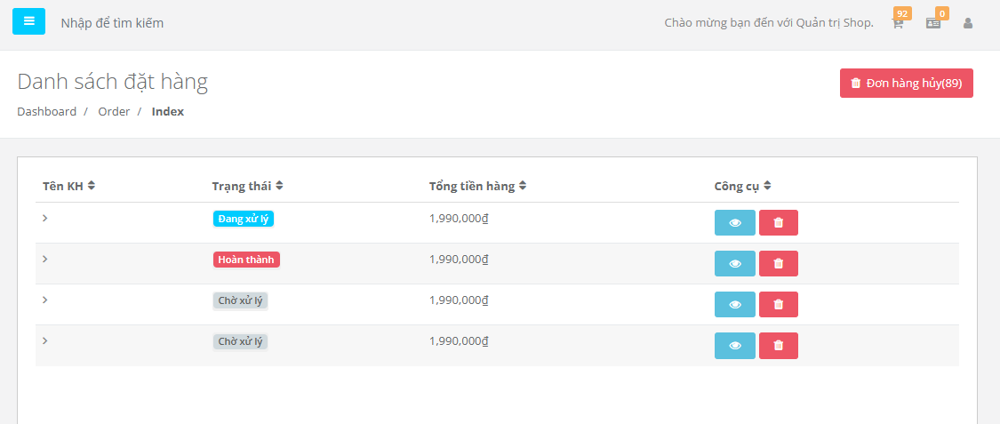 Nhập để tìm kiếm Chào mừng bạn đến với Quản trị Shop. 92 0
Danh sách đặt hàng Đơn hàng hủy(89)
Dashboard / Order / Index
Tên KH Trạng thái Tổng tiền hàng Công cụ
Đang xử lý 1,990,000₫
Hoàn thành 1,990,000₫
Chờ xử lý 1,990,000₫
Chờ xử lý 1,990,000₫